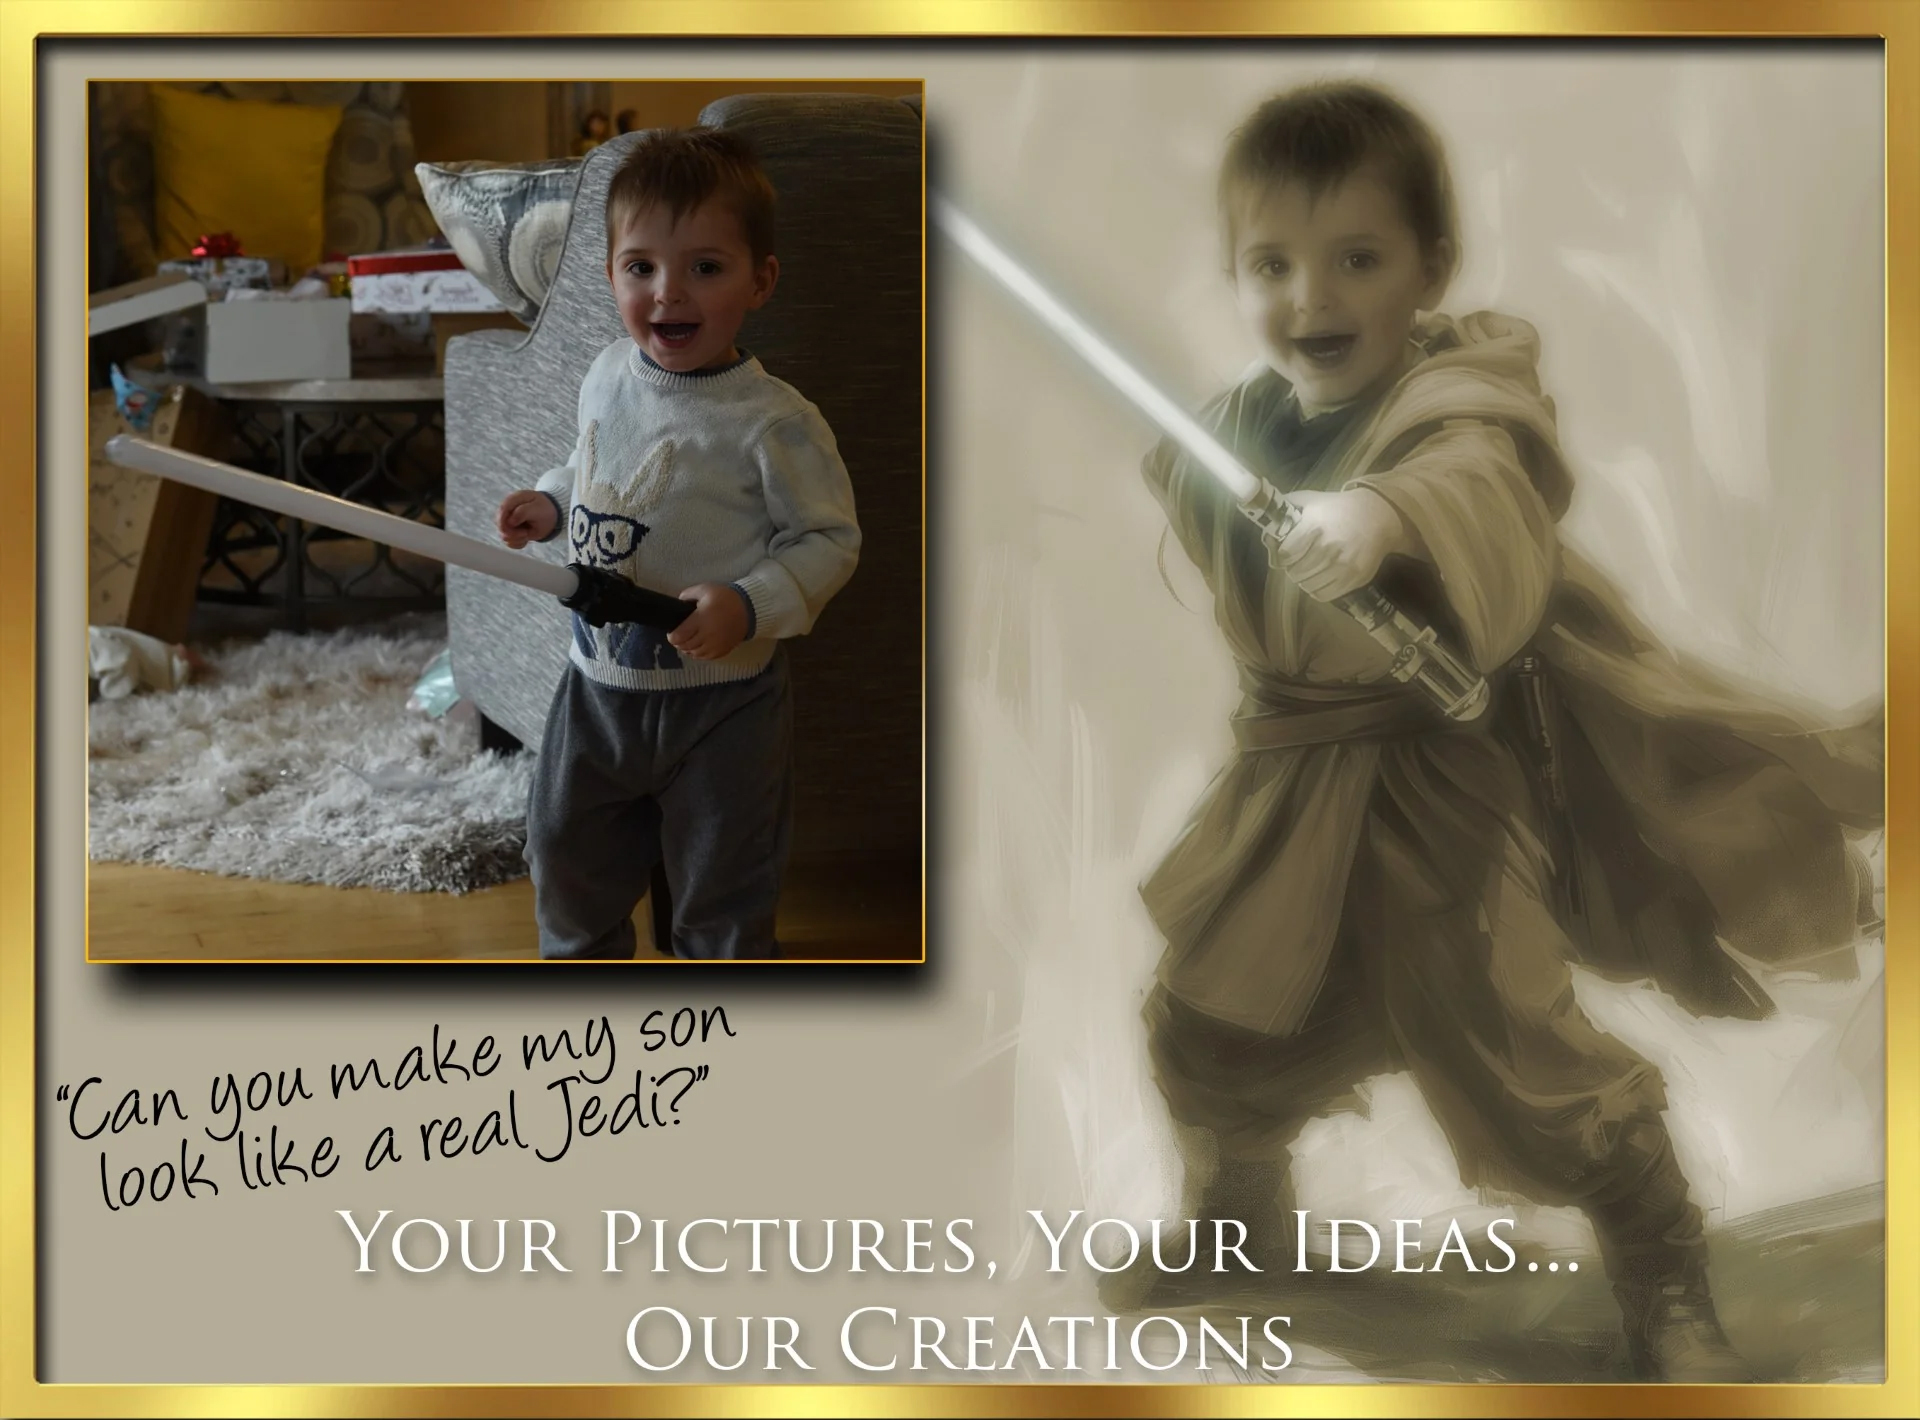 “Can you make my son
look like a real Jedi?”
Your Pictures, Your Ideas...
Our Creations